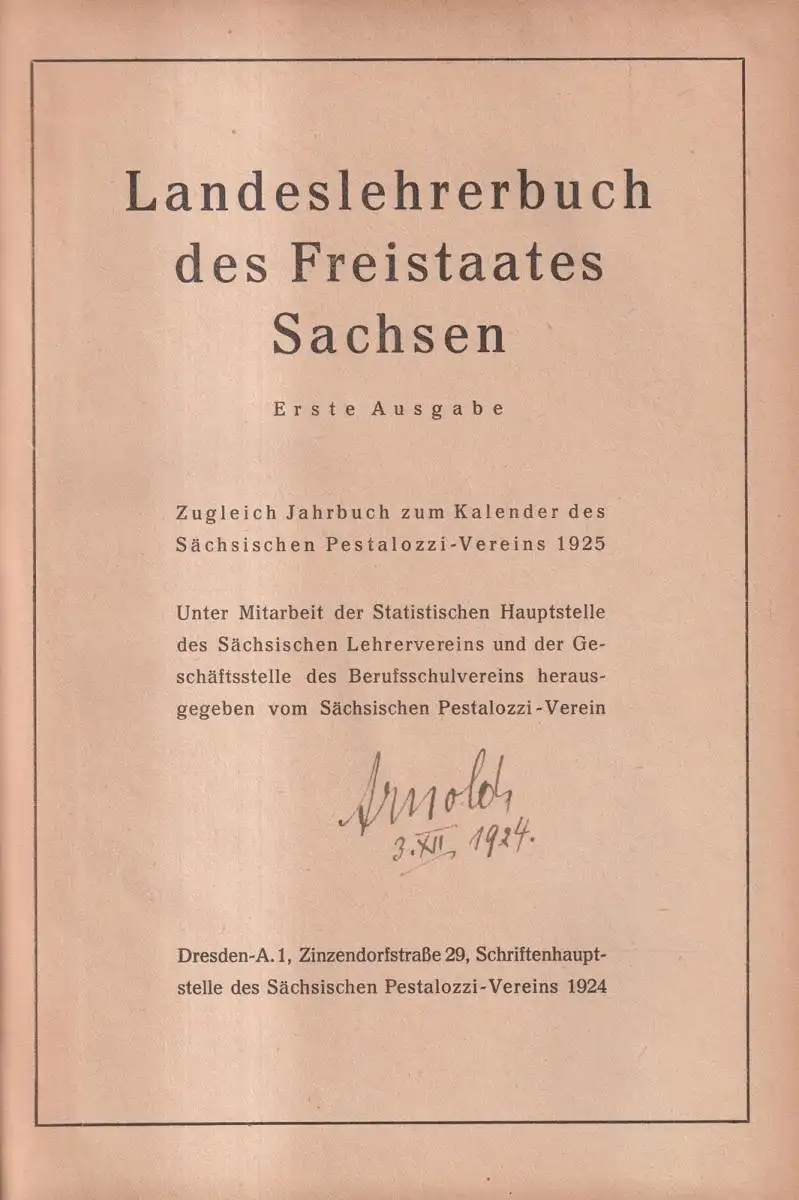 Landeslehrerbuch
des Freistaates
Sachsen
Erste Ausgabe
Zugleich Jahrbuch zum Kalender des
Sächsischen Pestalozzi-Vereins 1925
Unter Mitarbeit der Statistischen Hauptstelle
des Sächsischen Lehrervereins und der Ge-
schäftsstelle des Berufsschulvereins heraus-
gegeben vom Sächsischen Pestalozzi-Verein
Arnold,
3.XII. 1924.
Dresden-A. 1, Zinzendorfstraße 29, Schriftenhaupt-
stelle des Sächsischen Pestalozzi-Vereins 1924